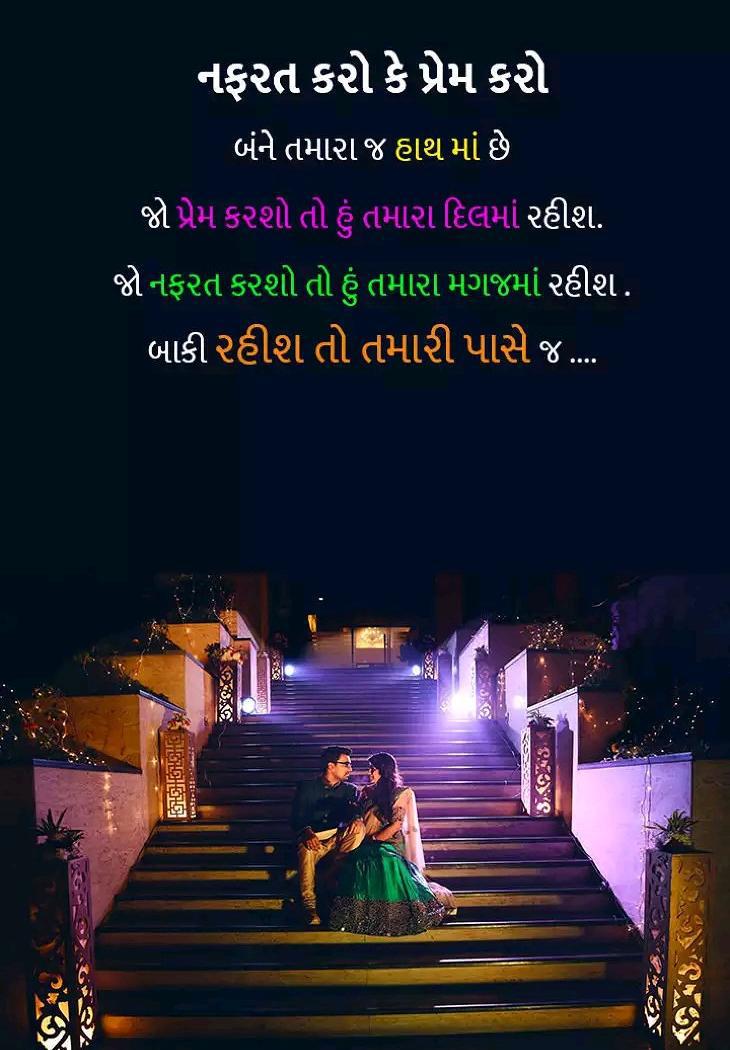 નફરત કરો કે પ્રેમ કરો
બંને તમારા જ હાથ માં છે
જો પ્રેમ કરશો તો હું તમારા દિલમાં રહીશ.
જો નફરત કરશો તો હું તમારા મગજમાં રહીશ .
બાકી રહીશ તો તમારી પાસે જ ....